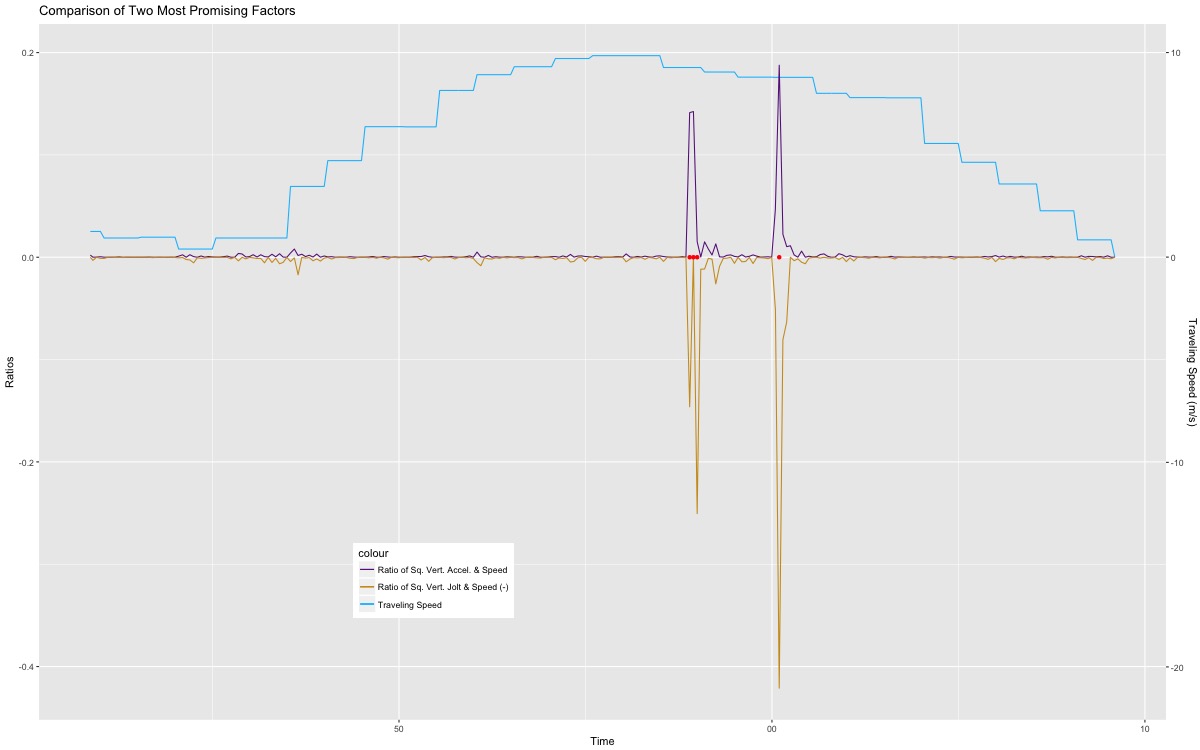 Comparison of Two Most Promising Factors
0.2
0.0
-0.2
-0.4
Ratios
10
0
-10
-20
Traveling Speed (m/s)
colour
Ratio of Sq. Vert. Accel. & Speed
Ratio of Sq. Vert. Jolt & Speed (-)
Traveling Speed
50
00
10
Time